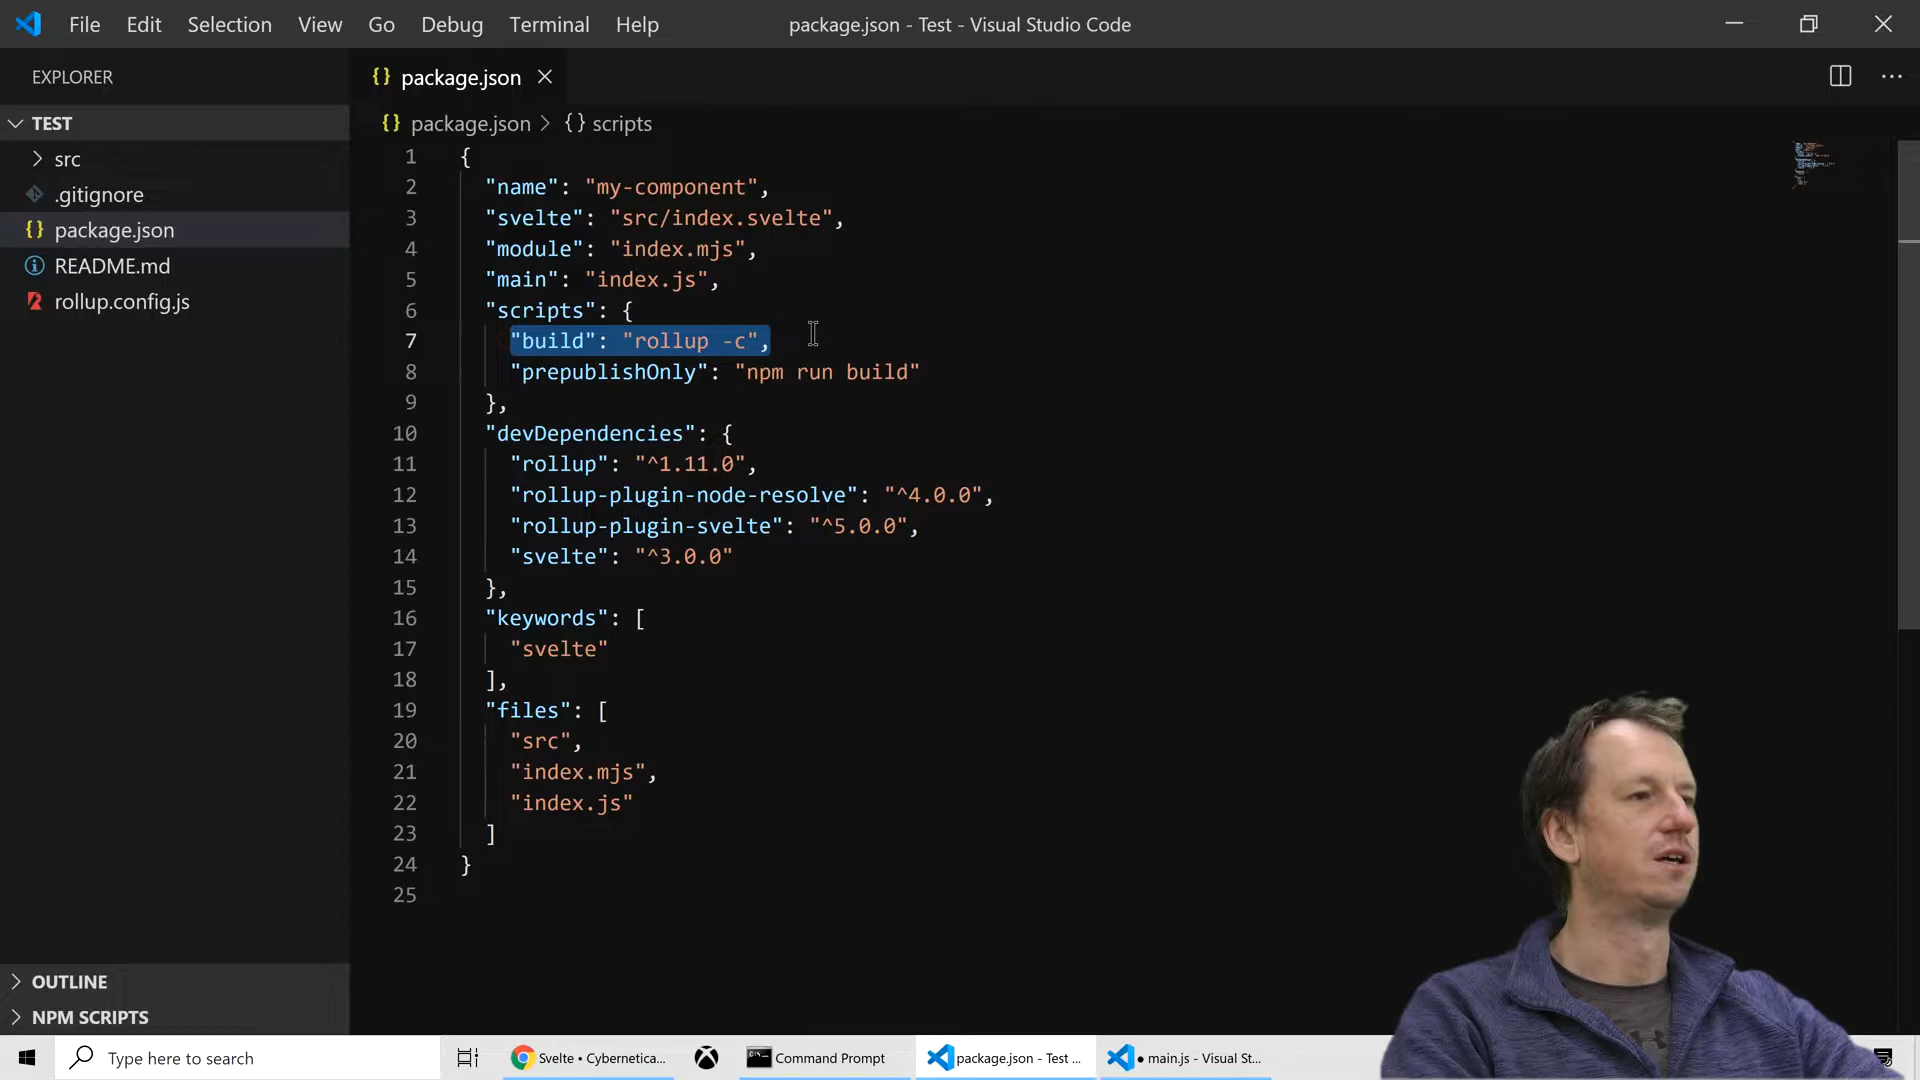 File Edit Selection View Go Debug Terminal Help
package.json - Test - Visual Studio Code
EXPLORER
{} package.json
TEST
{} package.json > {} scripts
src
.gitignore
{} package.json
README.md
rollup.config.js
1 {
2 "name": "my-component",
3 "svelte": "src/index.svelte",
4 "module": "index.mjs",
5 "main": "index.js",
6 "scripts": {
7 "build": "rollup -c",
8 "prepublishOnly": "npm run build"
9 },
10 "devDependencies": {
11 "rollup": "^1.11.0",
12 "rollup-plugin-node-resolve": "^4.0.0",
13 "rollup-plugin-svelte": "^5.0.0",
14 "svelte": "^3.0.0"
15 },
16 "keywords": [
17 "svelte"
18 ],
19 "files": [
20 "src",
21 "index.mjs",
22 "index.js"
23 ]
24 }
25
OUTLINE
NPM SCRIPTS
Type here to search
Svelte • Cybernetica...
Command Prompt
package.json - Test ...
● main.js - Visual St...